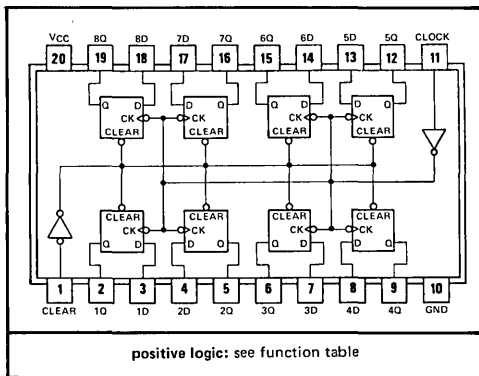 VCC 8Q 8D 7D 7Q 6Q 6D 5D 5Q CLOCK
20 19 18 17 16 15 14 13 12 11
Q D D Q Q D D Q
CK CK CK CK
CLEAR CLEAR CLEAR CLEAR
CLEAR CLEAR CLEAR CLEAR
CK CK CK CK
Q D D Q Q D D Q
1 2 3 4 5 6 7 8 9 10
CLEAR 1Q 1D 2D 2Q 3Q 3D 4D 4Q GND
positive logic: see function table